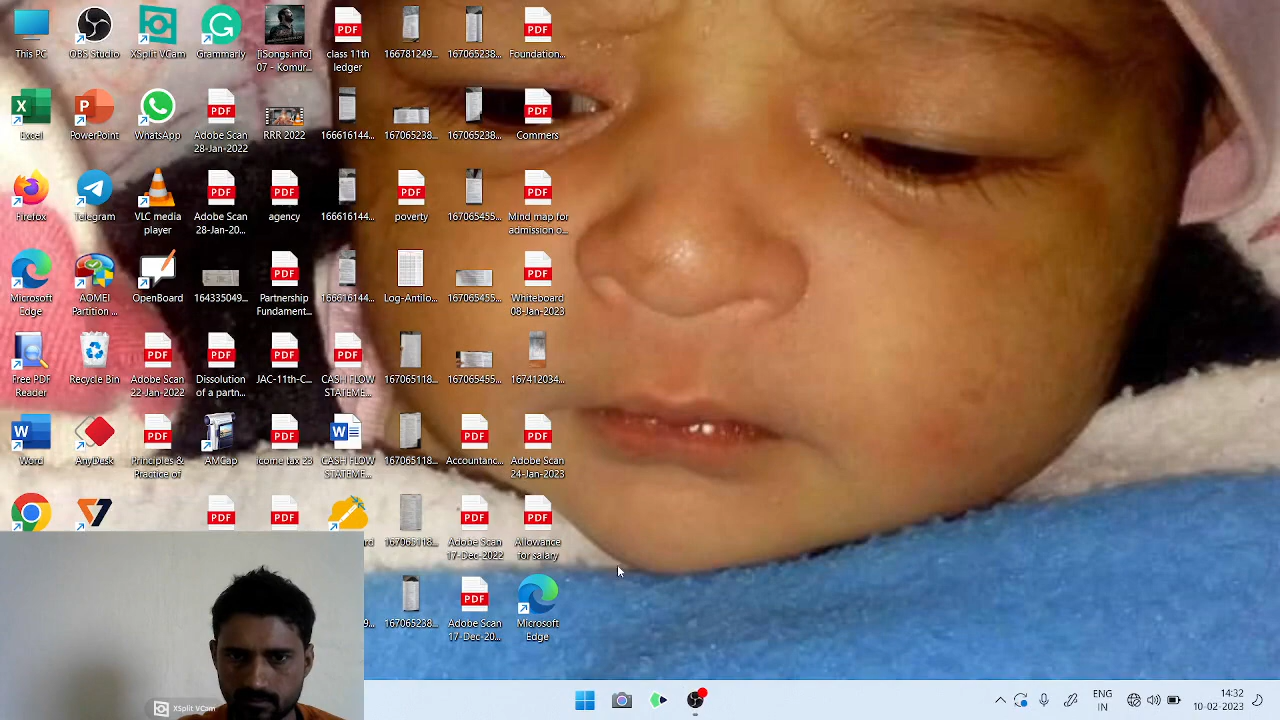 This PC
OBS Studio
XSplit VCam
Grammarly
[iSongs.info]
07 - Komur...
class 11th
ledger
166781249...
167065238...
Foundation...
Excel
PowerPoint
WhatsApp
Adobe Scan
28-Jan-2022
RRR 2022
166616144...
167065238...
167065238...
Commers
Firefox
Telegram
VLC media
player
Adobe Scan
28-Jan-20...
agency
166616144...
poverty
167065455...
Mind map for
admission o...
Microsoft
Edge
AOMEI
Partition ...
OpenBoard
164335049...
Partnership
Fundament...
166616144...
Log-Antilo...
167065455...
Whiteboard
08-Jan-2023
Free PDF
Reader
Recycle Bin
Adobe Scan
22 Jan-2022
Dissolution
of a partn...
JAC-11th-C...
CASH FLOW
STATEME...
167065118...
167065455...
167412034...
Word
AnyDesk
Principles &
Practice of
AMCap
icome tax 23
CASH FLOW
STATEME...
167065118...
Accountanc...
Adobe Scan
24-Jan-2023
167065118...
Adobe Scan
17-Dec-2022
Allowance
for salary
167065238...
Adobe Scan
17-Dec-20...
Microsoft
Edge
XSplit VCam
ENG
IN
14:32
10-02-2023